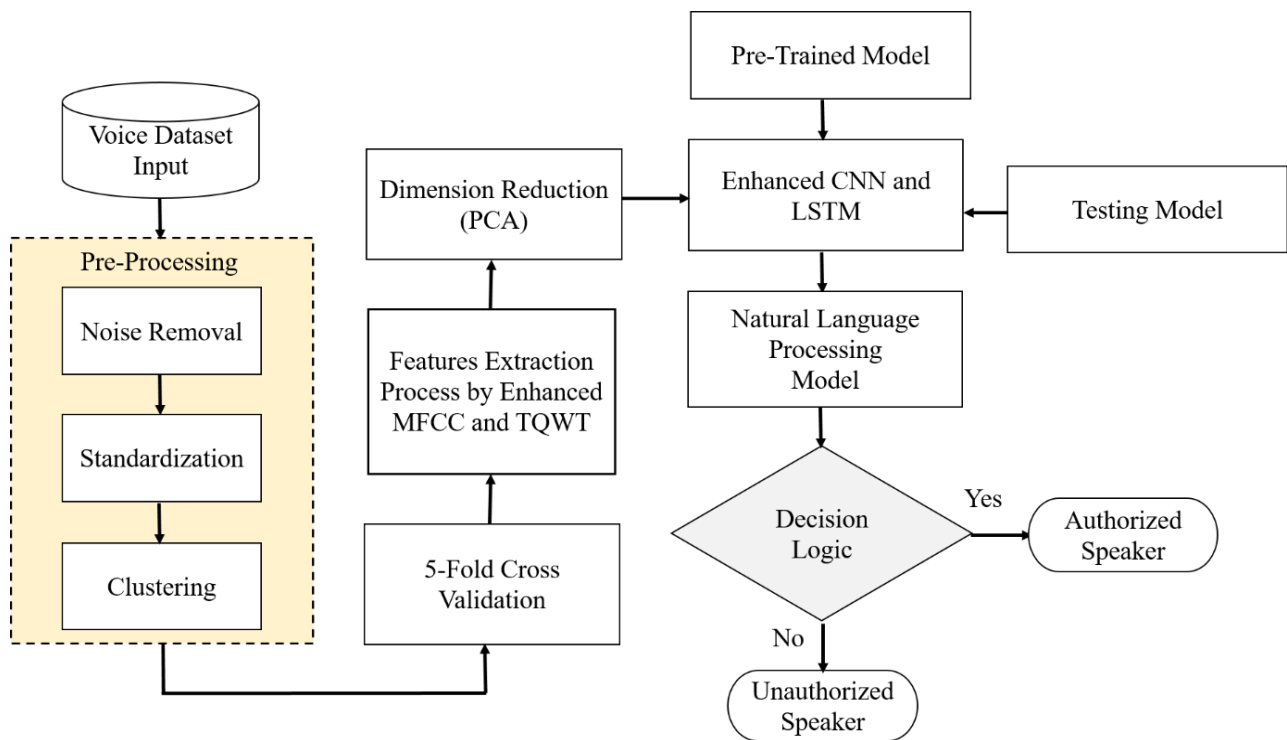 Voice Dataset
Input
Pre-Processing
Noise Removal
Standardization
Clustering
5-Fold Cross
Validation
Features Extraction
Process by Enhanced
MFCC and TQWT
Dimension Reduction
(PCA)
Pre-Trained Model
Enhanced CNN and
LSTM
Testing Model
Natural Language
Processing
Model
Decision
Logic
Yes
Authorized
Speaker
No
Unauthorized
Speaker